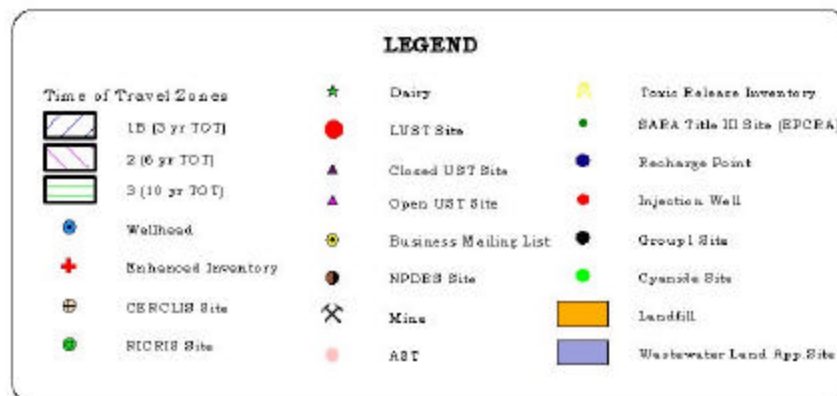 LEGEND
Time of Travel Zones
1B (3 yr TOT)
2 (6 yr TOT)
3 (10 yr TOT)
Wellhead
Enhanced Inventory
CERCLIS Site
RICRIS Site
Dairy
LUST Site
Closed UST Site
Open UST Site
Business Mailing List
NPDES Site
Mine
AST
Toxic Release Inventory
SARA Title III Site (EPCRA)
Recharge Point
Injection Well
Group1 Site
Cyanide Site
Landfill
Wastewater Land App.Site